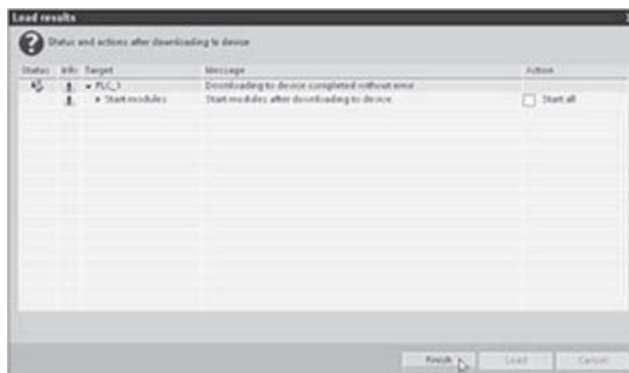 Load results
Status and actions after downloading to device
Status Info Target Message Action
PLC_1 Downloading to device completed without error.
Start modules Start modules after downloading to device. Start all
Finish Load Cancel